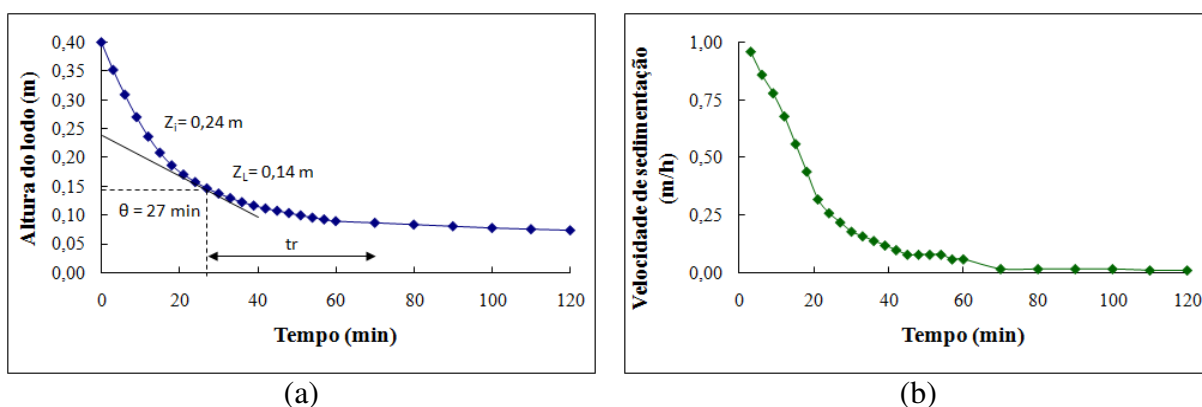 0,40
0,35
0,30
0,25
0,20
0,15
0,10
0,05
0,00
Altura do lodo (m)
Zi= 0,24 m
ZL= 0,14 m
θ = 27 min
tr
0 20 40 60 80 100 120
Tempo (min)
(a)
1,00
0,75
0,50
0,25
0,00
Velocidade de sedimentação
(m/h)
0 20 40 60 80 100 120
Tempo (min)
(b)